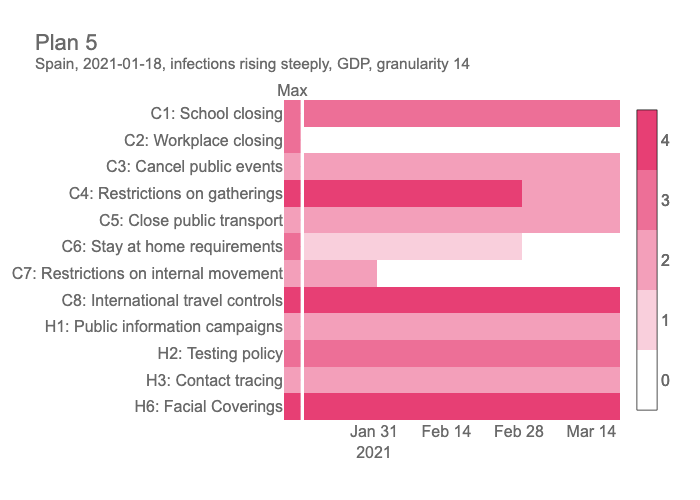 Plan 5
Spain, 2021-01-18, infections rising steeply, GDP, granularity 14
Max
C1: School closing
C2: Workplace closing
C3: Cancel public events
C4: Restrictions on gatherings
C5: Close public transport
C6: Stay at home requirements
C7: Restrictions on internal movement
C8: International travel controls
H1: Public information campaigns
H2: Testing policy
H3: Contact tracing
H6: Facial Coverings
Jan 31 Feb 14 Feb 28 Mar 14
2021
4
3
2
1
0